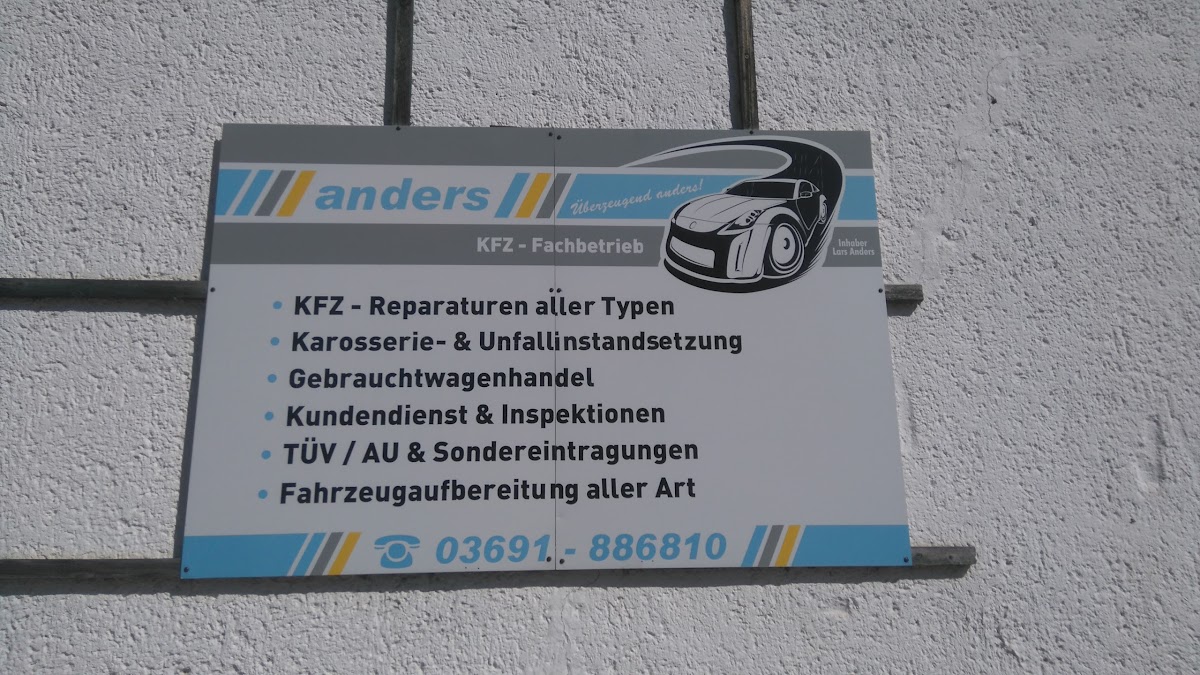 anders
Überzeugend anders!
KFZ - Fachbetrieb
Inhaber
Lars Anders
• KFZ - Reparaturen aller Typen
• Karosserie- & Unfallinstandsetzung
• Gebrauchtwagenhandel
• Kundendienst & Inspektionen
• TÜV / AU & Sondereintragungen
• Fahrzeugaufbereitung aller Art
03691 - 886810